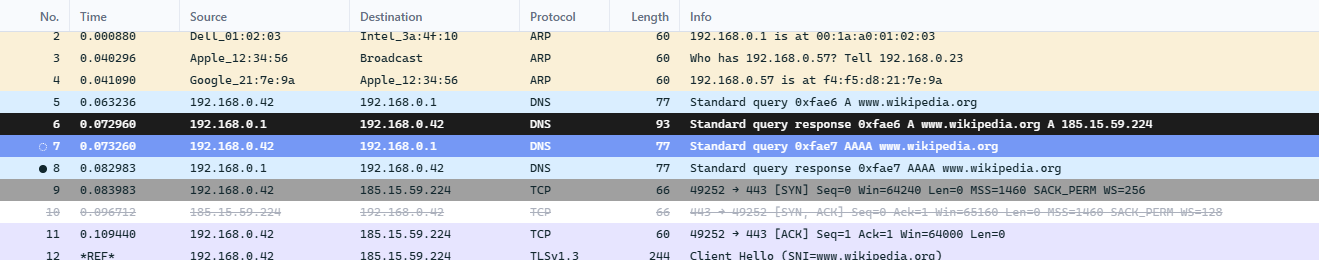 No. Time Source Destination Protocol Length Info
2 0.000880 Dell_01:02:03 Intel_3a:4f:10 ARP 60 192.168.0.1 is at 00:1a:a0:01:02:03
3 0.040296 Apple_12:34:56 Broadcast ARP 60 Who has 192.168.0.57? Tell 192.168.0.23
4 0.041090 Google_21:7e:9a Apple_12:34:56 ARP 60 192.168.0.57 is at f4:f5:d8:21:7e:9a
5 0.063236 192.168.0.42 192.168.0.1 DNS 77 Standard query 0xfae6 A www.wikipedia.org
6 0.072960 192.168.0.1 192.168.0.42 DNS 93 Standard query response 0xfae6 A www.wikipedia.org A 185.15.59.224
7 0.073260 192.168.0.42 192.168.0.1 DNS 77 Standard query 0xfae7 AAAA www.wikipedia.org
8 0.082983 192.168.0.1 192.168.0.42 DNS 77 Standard query response 0xfae7 AAAA www.wikipedia.org
9 0.083983 192.168.0.42 185.15.59.224 TCP 66 49252 → 443 [SYN] Seq=0 Win=64240 Len=0 MSS=1460 SACK_PERM WS=256
10 0.096712 185.15.59.224 192.168.0.42 TCP 66 443 → 49252 [SYN, ACK] Seq=0 Ack=1 Win=65160 Len=0 MSS=1460 SACK_PERM WS=128
11 0.109440 192.168.0.42 185.15.59.224 TCP 60 49252 → 443 [ACK] Seq=1 Ack=1 Win=64000 Len=0
12 *REF* 192.168.0.42 185.15.59.224 TLSv1.3 244 Client Hello (SNI=www.wikipedia.org)